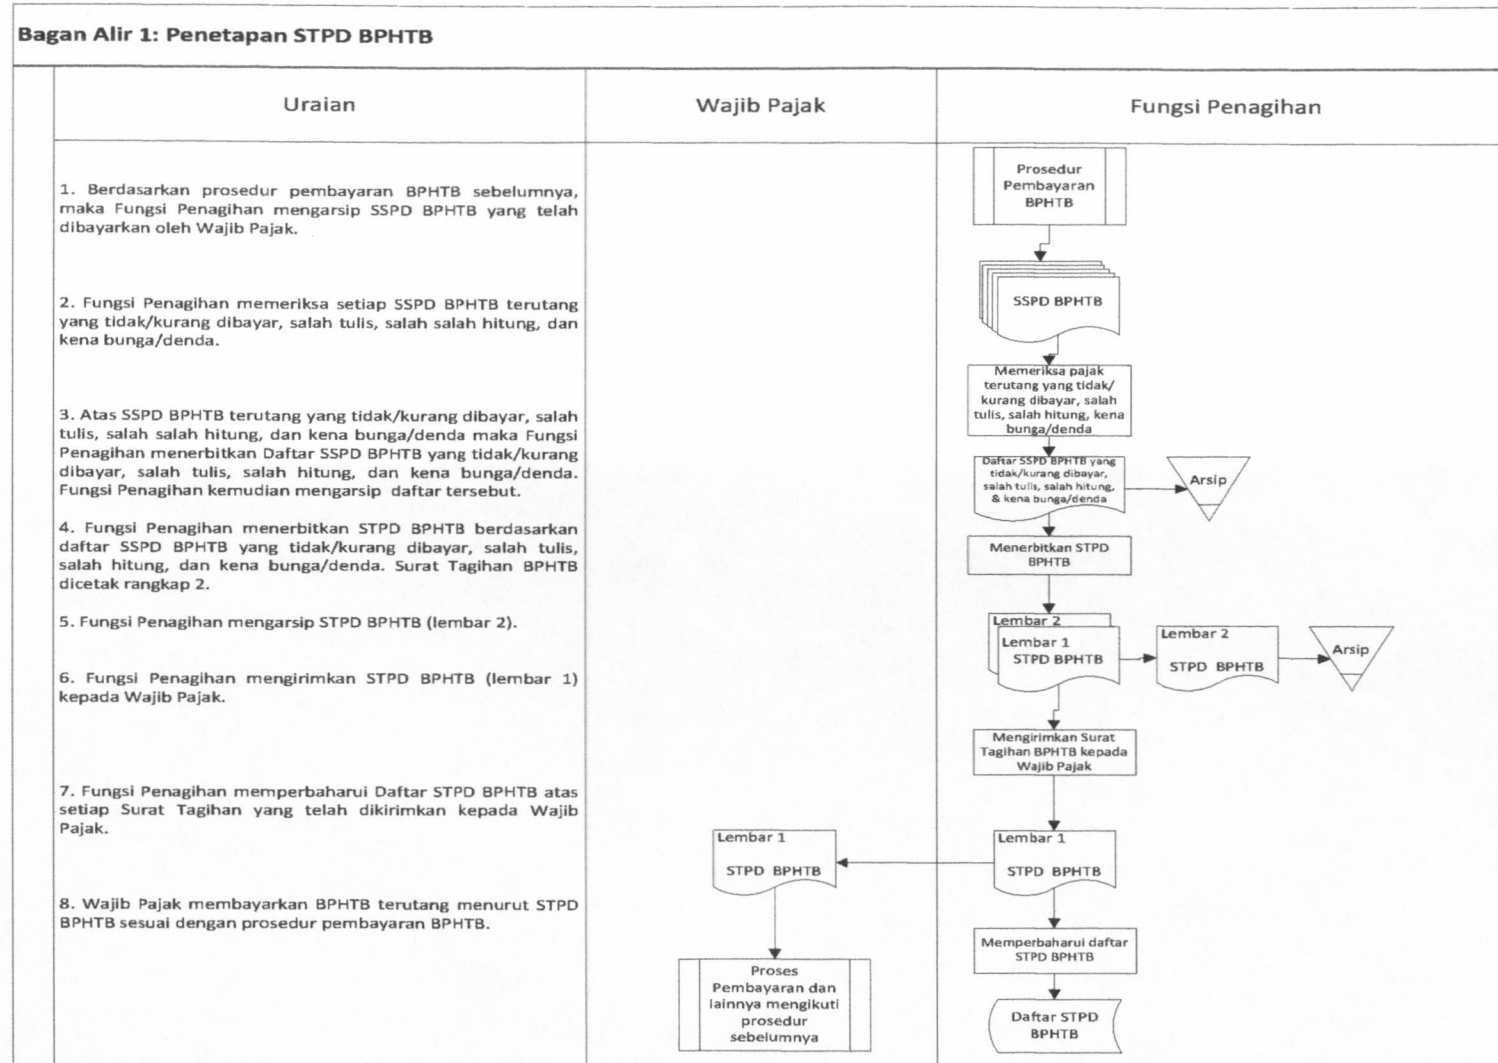 Bagan Alir 1: Penetapan STPD BPHTB
Uraian
Wajib Pajak
Fungsi Penagihan
1. Berdasarkan prosedur pembayaran BPHTB sebelumnya,
maka Fungsi Penagihan mengarsip SSPD BPHTB yang telah
dibayarkan oleh Wajib Pajak.
2. Fungsi Penagihan memeriksa setiap SSPD BPHTB terutang
yang tidak/kurang dibayar, salah tulis, salah salah hitung, dan
kena bunga/denda.
3. Atas SSPD BPHTB terutang yang tidak/kurang dibayar, salah
tulis, salah salah hitung, dan kena bunga/denda maka Fungsi
Penagihan menerbitkan Daftar SSPD BPHTB yang tidak/kurang
dibayar, salah tulis, salah hitung, dan kena bunga/denda.
Fungsi Penagihan kemudian mengarsip daftar tersebut.
4. Fungsi Penagihan menerbitkan STPD BPHTB berdasarkan
daftar SSPD BPHTB yang tidak/kurang dibayar, salah tulis,
salah hitung, dan kena bunga/denda. Surat Tagihan BPHTB
dicetak rangkap 2.
5. Fungsi Penagihan mengarsip STPD BPHTB (lembar 2).
6. Fungsi Penagihan mengirimkan STPD BPHTB (lembar 1)
kepada Wajib Pajak.
7. Fungsi Penagihan memperbaharui Daftar STPD BPHTB atas
setiap Surat Tagihan yang telah dikirimkan kepada Wajib
Pajak.
8. Wajib Pajak membayarkan BPHTB terutang menurut STPD
BPHTB sesuai dengan prosedur pembayaran BPHTB.
Lembar 1
STPD BPHTB
Proses
Pembayaran dan
lainnya mengikuti
prosedur
sebelumnya
Prosedur
Pembayaran
BPHTB
SSPD BPHTB
Memeriksa pajak
terutang yang tidak/
kurang dibayar, salah
tulis, salah hitung, kena
bunga/denda
Daftar SSPD BPHTB yang
tidak/kurang dibayar,
salah tulis, salah hitung,
& kena bunga/denda
Arsip
Menerbitkan STPD
BPHTB
Lembar 2
Lembar 1
STPD BPHTB
Lembar 2
STPD BPHTB
Arsip
Mengirimkan Surat
Tagihan BPHTB kepada
Wajib Pajak
Lembar 1
STPD BPHTB
Memperbaharui daftar
STPD BPHTB
Daftar STPD
BPHTB